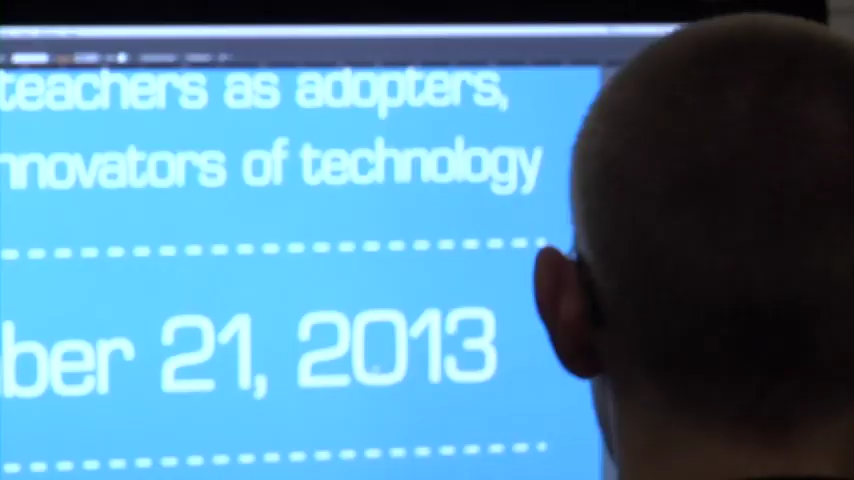 teachers as adopters,
nnovators of technology
ber 21, 2013